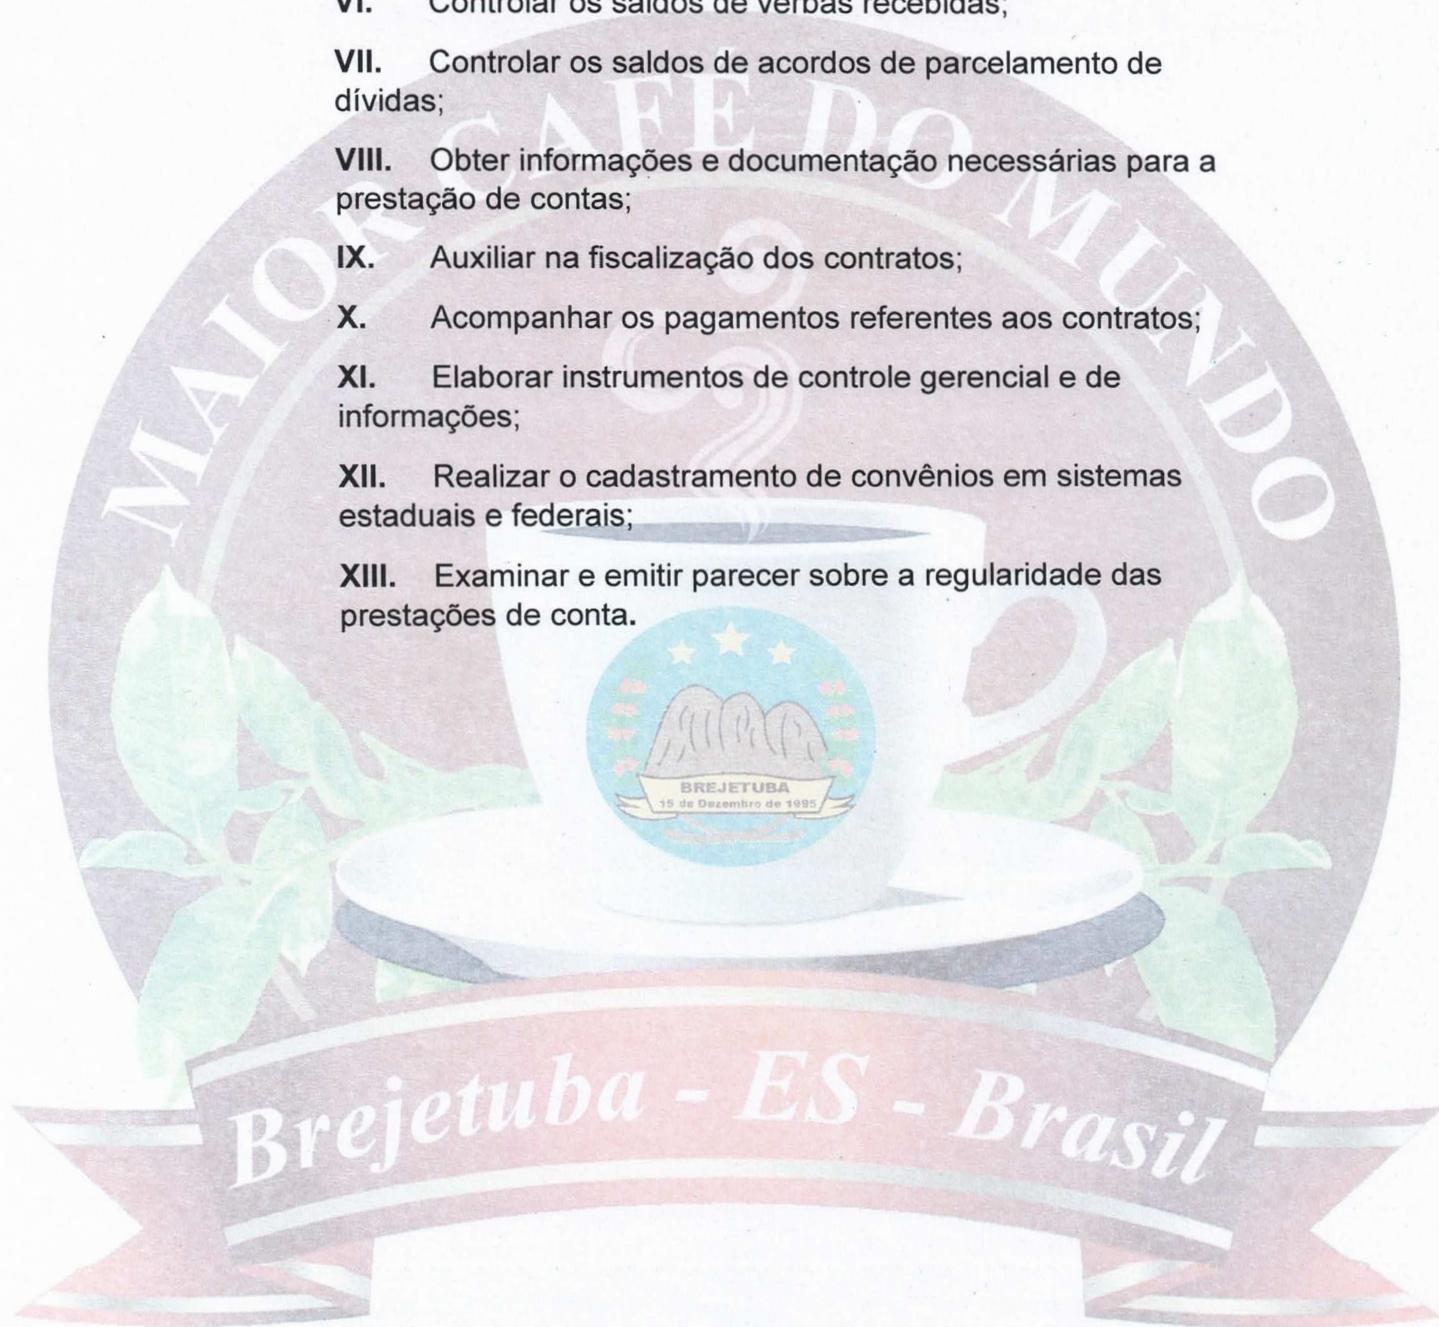 VI. Controlar os saldos de verbas recebidas;
VII. Controlar os saldos de acordos de parcelamento de
dívidas;
VIII. Obter informações e documentação necessárias para a
prestação de contas;
IX. Auxiliar na fiscalização dos contratos;
X. Acompanhar os pagamentos referentes aos contratos;
XI. Elaborar instrumentos de controle gerencial e de
informações;
XII. Realizar o cadastramento de convênios em sistemas
estaduais e federais;
XIII. Examinar e emitir parecer sobre a regularidade das
prestações de conta.
MAIOR CAFÉ DO MUNDO
BREJETUBA
15 de Dezembro de 1995
Brejetuba - ES - Brasil